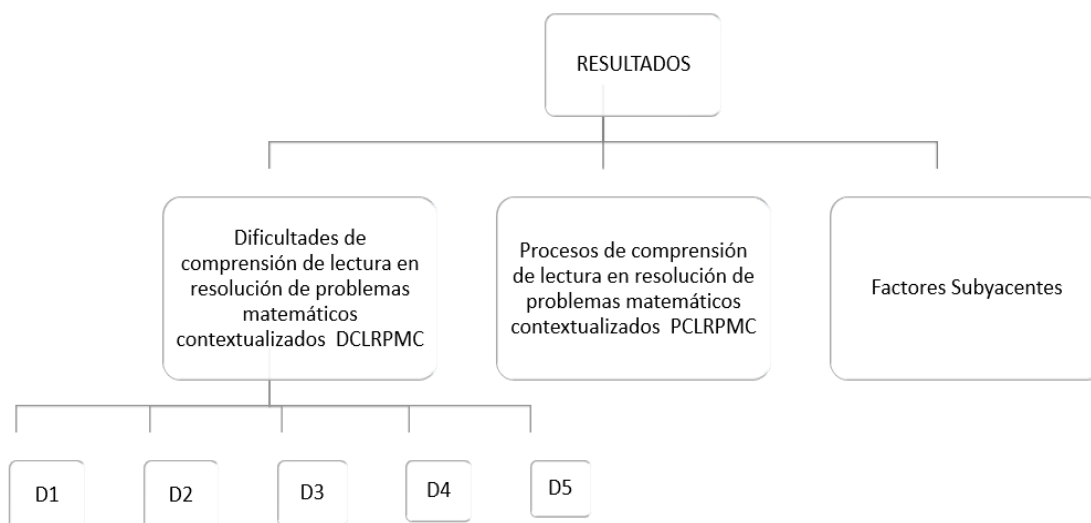 RESULTADOS
Dificultades de
comprensión de lectura en
resolución de problemas
matemáticos
contextualizados DCLRPMC
Procesos de comprensión
de lectura en resolución de
problemas matemáticos
contextualizados PCLRPMC
Factores Subyacentes
D1
D2
D3
D4
D5